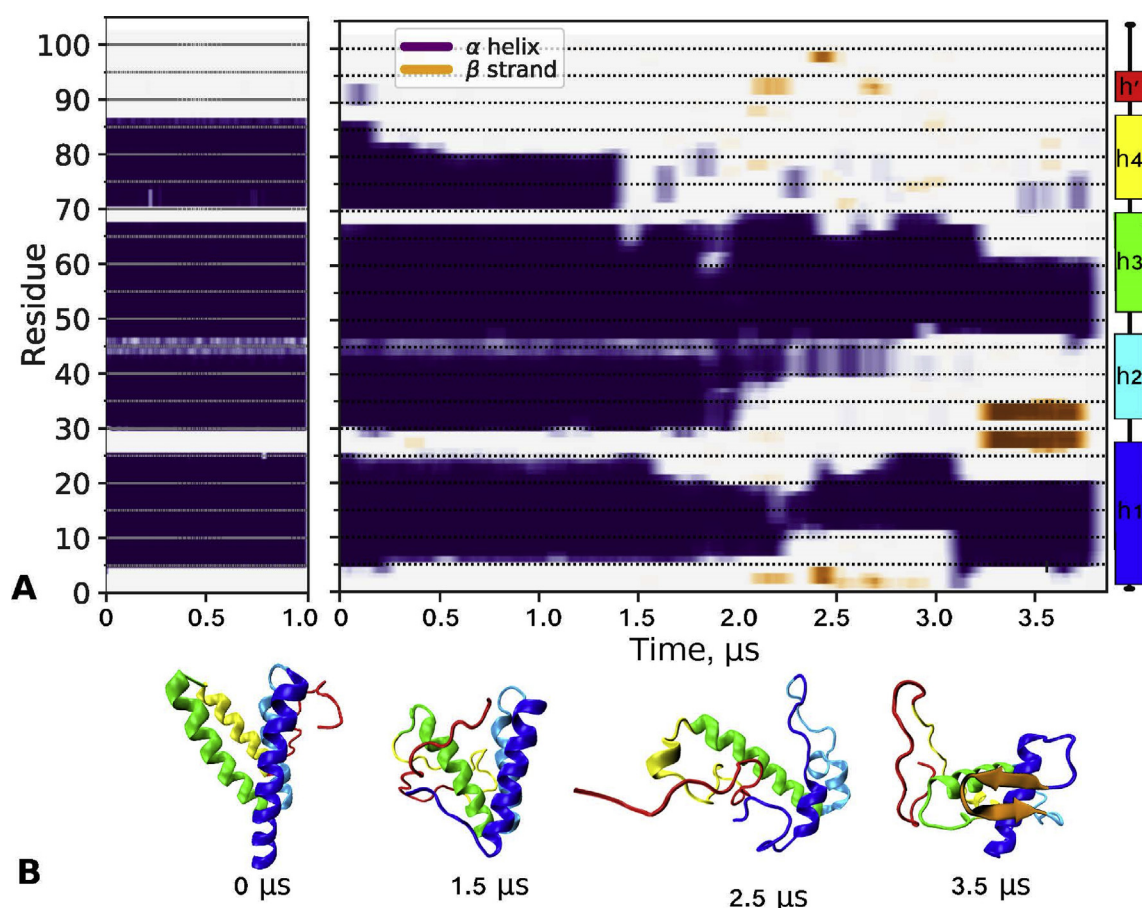 α helix
β strand
Residue
100
90
80
70
60
50
40
30
20
10
0
0 0.5 1.0
0 0.5 1.0 1.5 2.0 2.5 3.0 3.5
Time, µs
h'
h4
h3
h2
h1
A
B
0 µs
1.5 µs
2.5 µs
3.5 µs